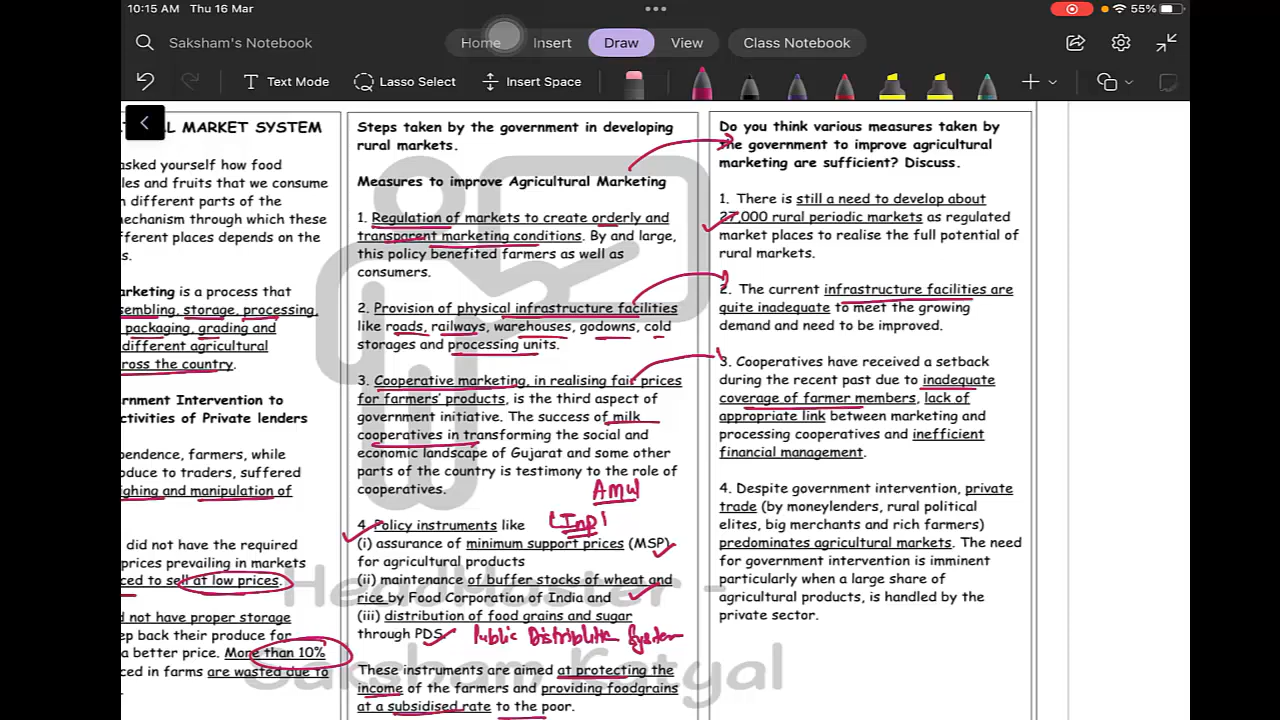 10:15 AM Thu 16 Mar
55%
Saksham's Notebook
Home
Insert
Draw
View
Class Notebook
Text Mode
Lasso Select
Insert Space
MARKET SYSTEM
asked yourself how food
les and fruits that we consume
n different parts of the
mechanism through which these
fferent places depends on the
s.
arketing is a process that
sembling, storage, processing,
packaging, grading and
different agricultural
cross the country.
rnment Intervention to
ctivities of Private lenders
pendence, farmers, while
oduce to traders, suffered
eighing and manipulation of
did not have the required
prices prevailing in markets
ced to sell at low prices.
d not have proper storage
ep back their produce for
a better price. More than 10%
ced in farms are wasted due to
Steps taken by the government in developing
rural markets.
Measures to improve Agricultural Marketing
1. Regulation of markets to create orderly and
transparent marketing conditions. By and large,
this policy benefited farmers as well as
consumers.
2. Provision of physical infrastructure facilities
like roads, railways, warehouses, godowns, cold
storages and processing units.
3. Cooperative marketing, in realising fair prices
for farmers' products, is the third aspect of
government initiative. The success of milk
cooperatives in transforming the social and
economic landscape of Gujarat and some other
parts of the country is testimony to the role of
cooperatives.
AMUL
(Imp)
4. Policy instruments like
(i) assurance of minimum support prices (MSP)
for agricultural products
(ii) maintenance of buffer stocks of wheat and
rice by Food Corporation of India and
(iii) distribution of food grains and sugar
through PDS. Public Distribution System
These instruments are aimed at protecting the
income of the farmers and providing foodgrains
at a subsidised rate to the poor.
Do you think various measures taken by
the government to improve agricultural
marketing are sufficient? Discuss.
1. There is still a need to develop about
27,000 rural periodic markets as regulated
market places to realise the full potential of
rural markets.
2. The current infrastructure facilities are
quite inadequate to meet the growing
demand and need to be improved.
3. Cooperatives have received a setback
during the recent past due to inadequate
coverage of farmer members, lack of
appropriate link between marketing and
processing cooperatives and inefficient
financial management.
4. Despite government intervention, private
trade (by moneylenders, rural political
elites, big merchants and rich farmers)
predominates agricultural markets. The need
for government intervention is imminent
particularly when a large share of
agricultural products, is handled by the
private sector.
HeadMaster -
Saksham Katyal